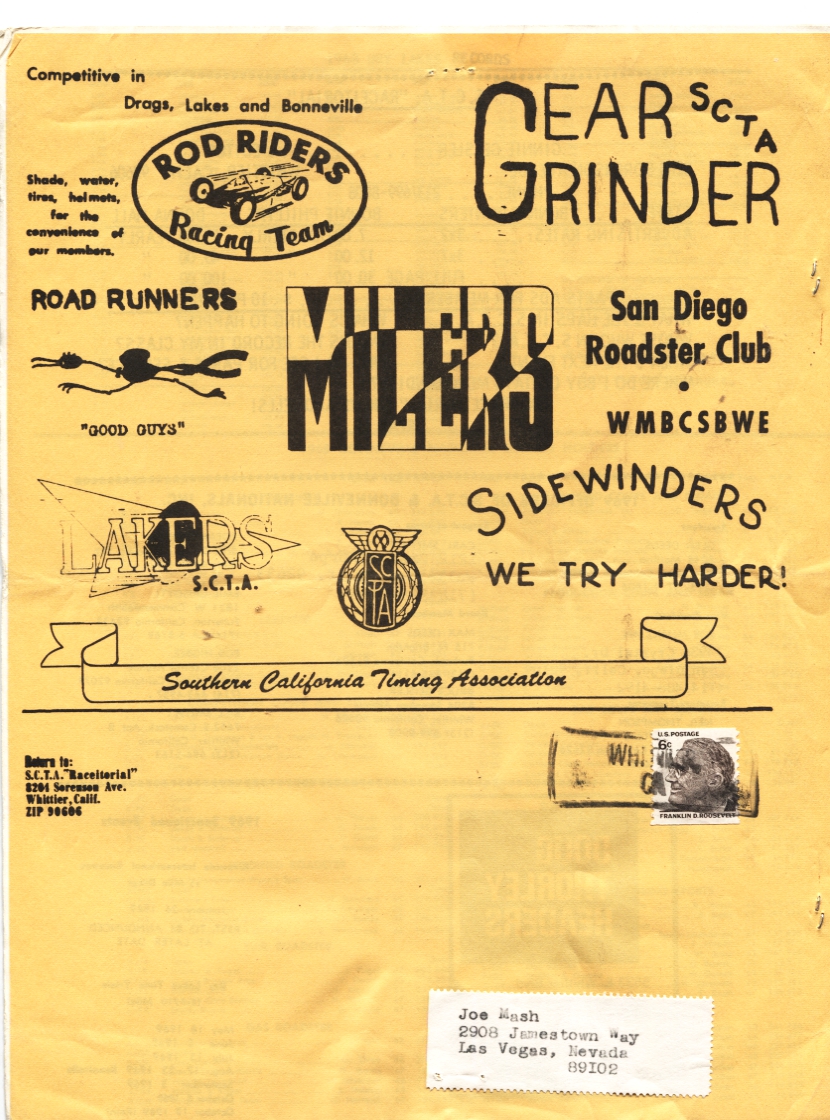 Competitive in
Drags, Lakes and Bonneville
ROD RIDERS
Racing Team
Shade, water,
tires, helmets,
for the
convenience of
our members.
GEAR SCTA
GRINDER
ROAD RUNNERS
"GOOD GUYS"
MILERS
MILERS
San Diego
Roadster Club
WMBCSBWE
LAKERS
S.C.T.A.
SCTA
SIDEWINDERS
WE TRY HARDER!
Southern California Timing Association
Return to:
S.C.T.A. "Raceitorial"
8204 Sorenson Ave.
Whittier, Calif.
ZIP 90606
U.S. POSTAGE
6c
FRANKLIN D. ROOSEVELT
Joe Mash
2908 Jamestown Way
Las Vegas, Nevada
89102